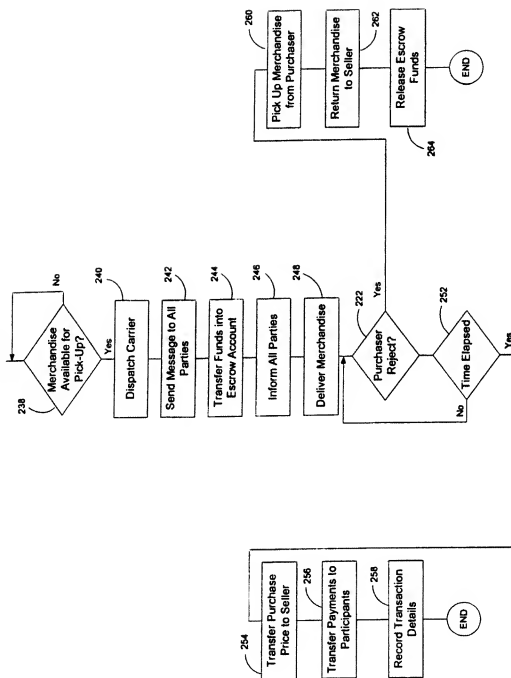 Merchandise
Available for
Pick-Up?
238
No
Yes
Dispatch Carrier
240
Send Message to All
Parties
242
Transfer Funds into
Escrow Account
244
Inform All Parties
246
Deliver Merchandise
248
Purchaser
Reject?
222
Yes
Time Elapsed
252
No
Yes
Transfer Purchase
Price to Seller
254
Transfer Payments to
Participants
256
Record Transaction
Details
258
END
Pick Up Merchandise
from Purchaser
260
Return Merchandise
to Seller
262
Release Escrow
Funds
264
END